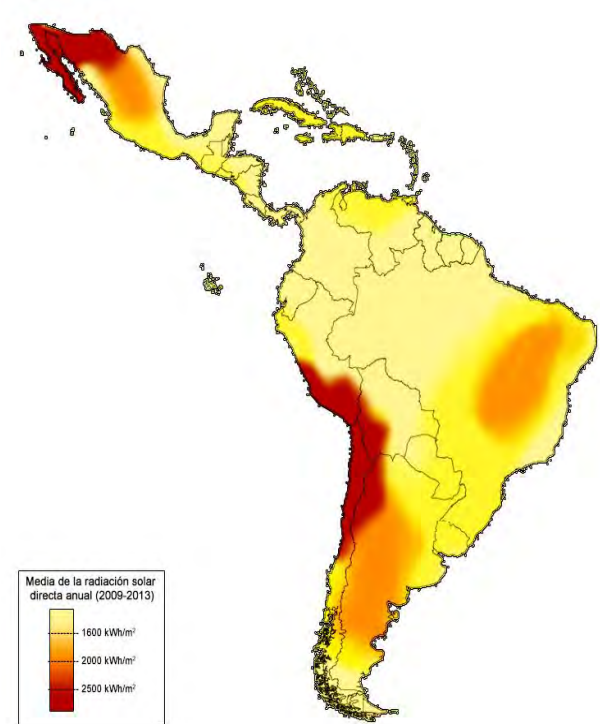 Media de la radiación solar
directa anual (2009-2013)
1600 kWh/m²
2000 kWh/m²
2500 kWh/m²